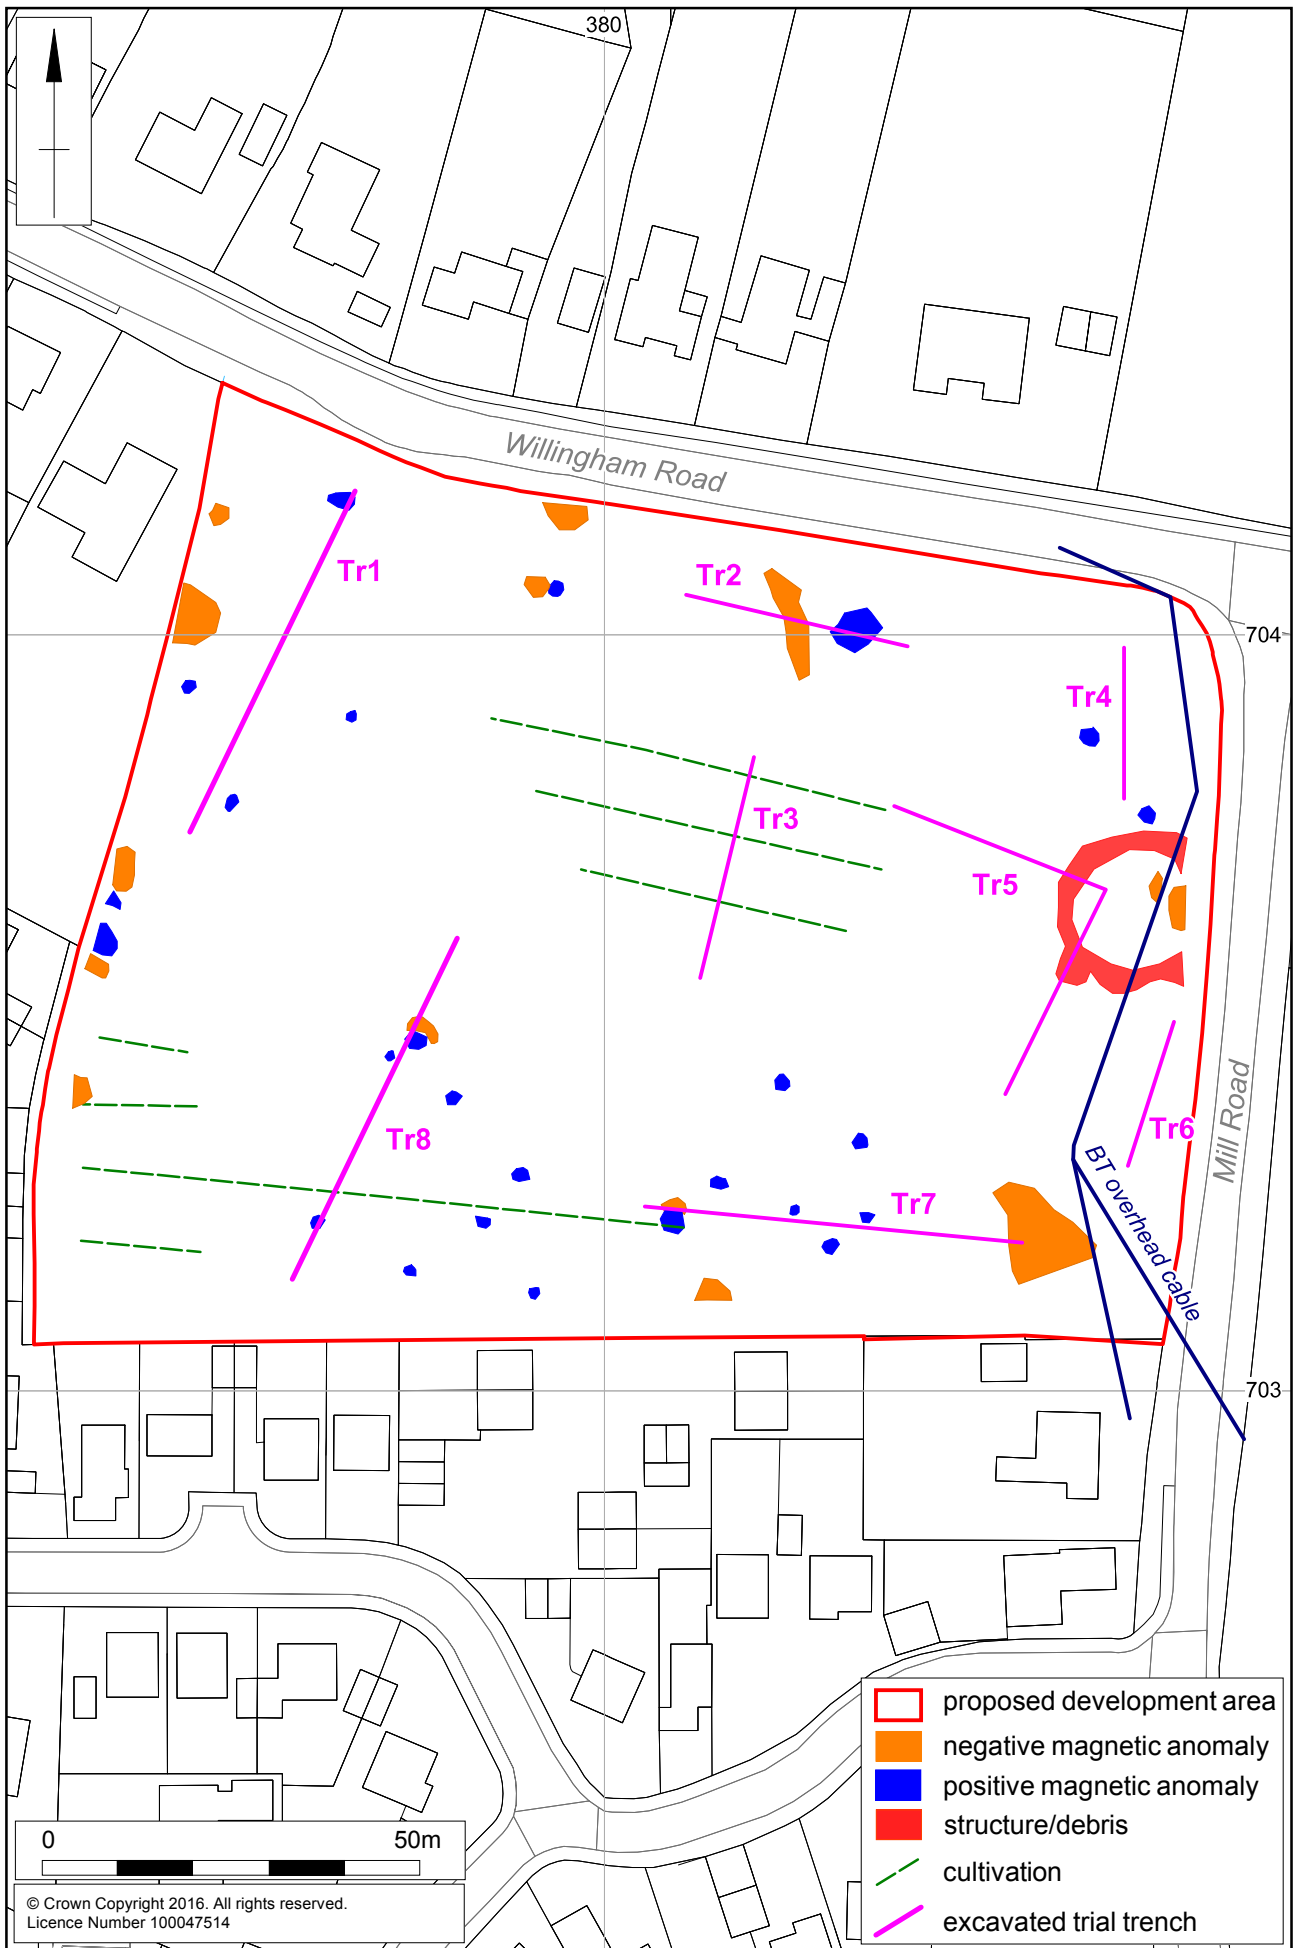 380
Willingham Road
Tr1
Tr2
704
Tr4
Tr3
Tr5
Tr8
Tr6
Mill Road
BT overhead cable
Tr7
703
proposed development area
negative magnetic anomaly
positive magnetic anomaly
structure/debris
cultivation
excavated trial trench
0 50m
© Crown Copyright 2016. All rights reserved.
Licence Number 100047514